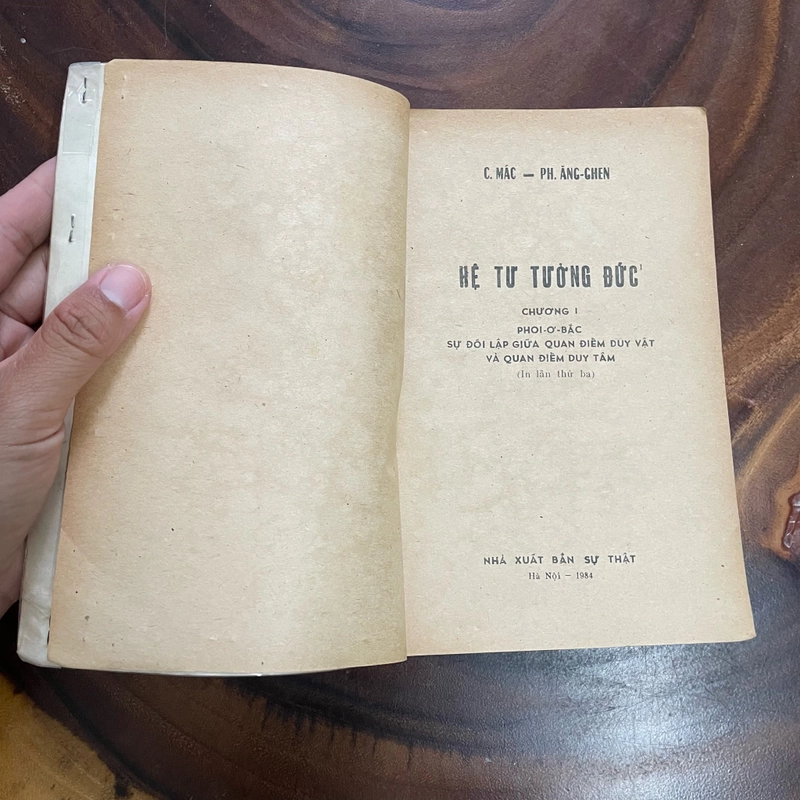 C. MÁC — PH. ĂNG-GHEN
HỆ TƯ TƯỞNG ĐỨC¹
CHƯƠNG I
PHOI-Ơ-BẮC
SỰ ĐỐI LẬP GIỮA QUAN ĐIỂM DUY VẬT
VÀ QUAN ĐIỂM DUY TÂM
(In lần thứ ba)
NHÀ XUẤT BẢN SỰ THẬT
Hà Nội — 1984